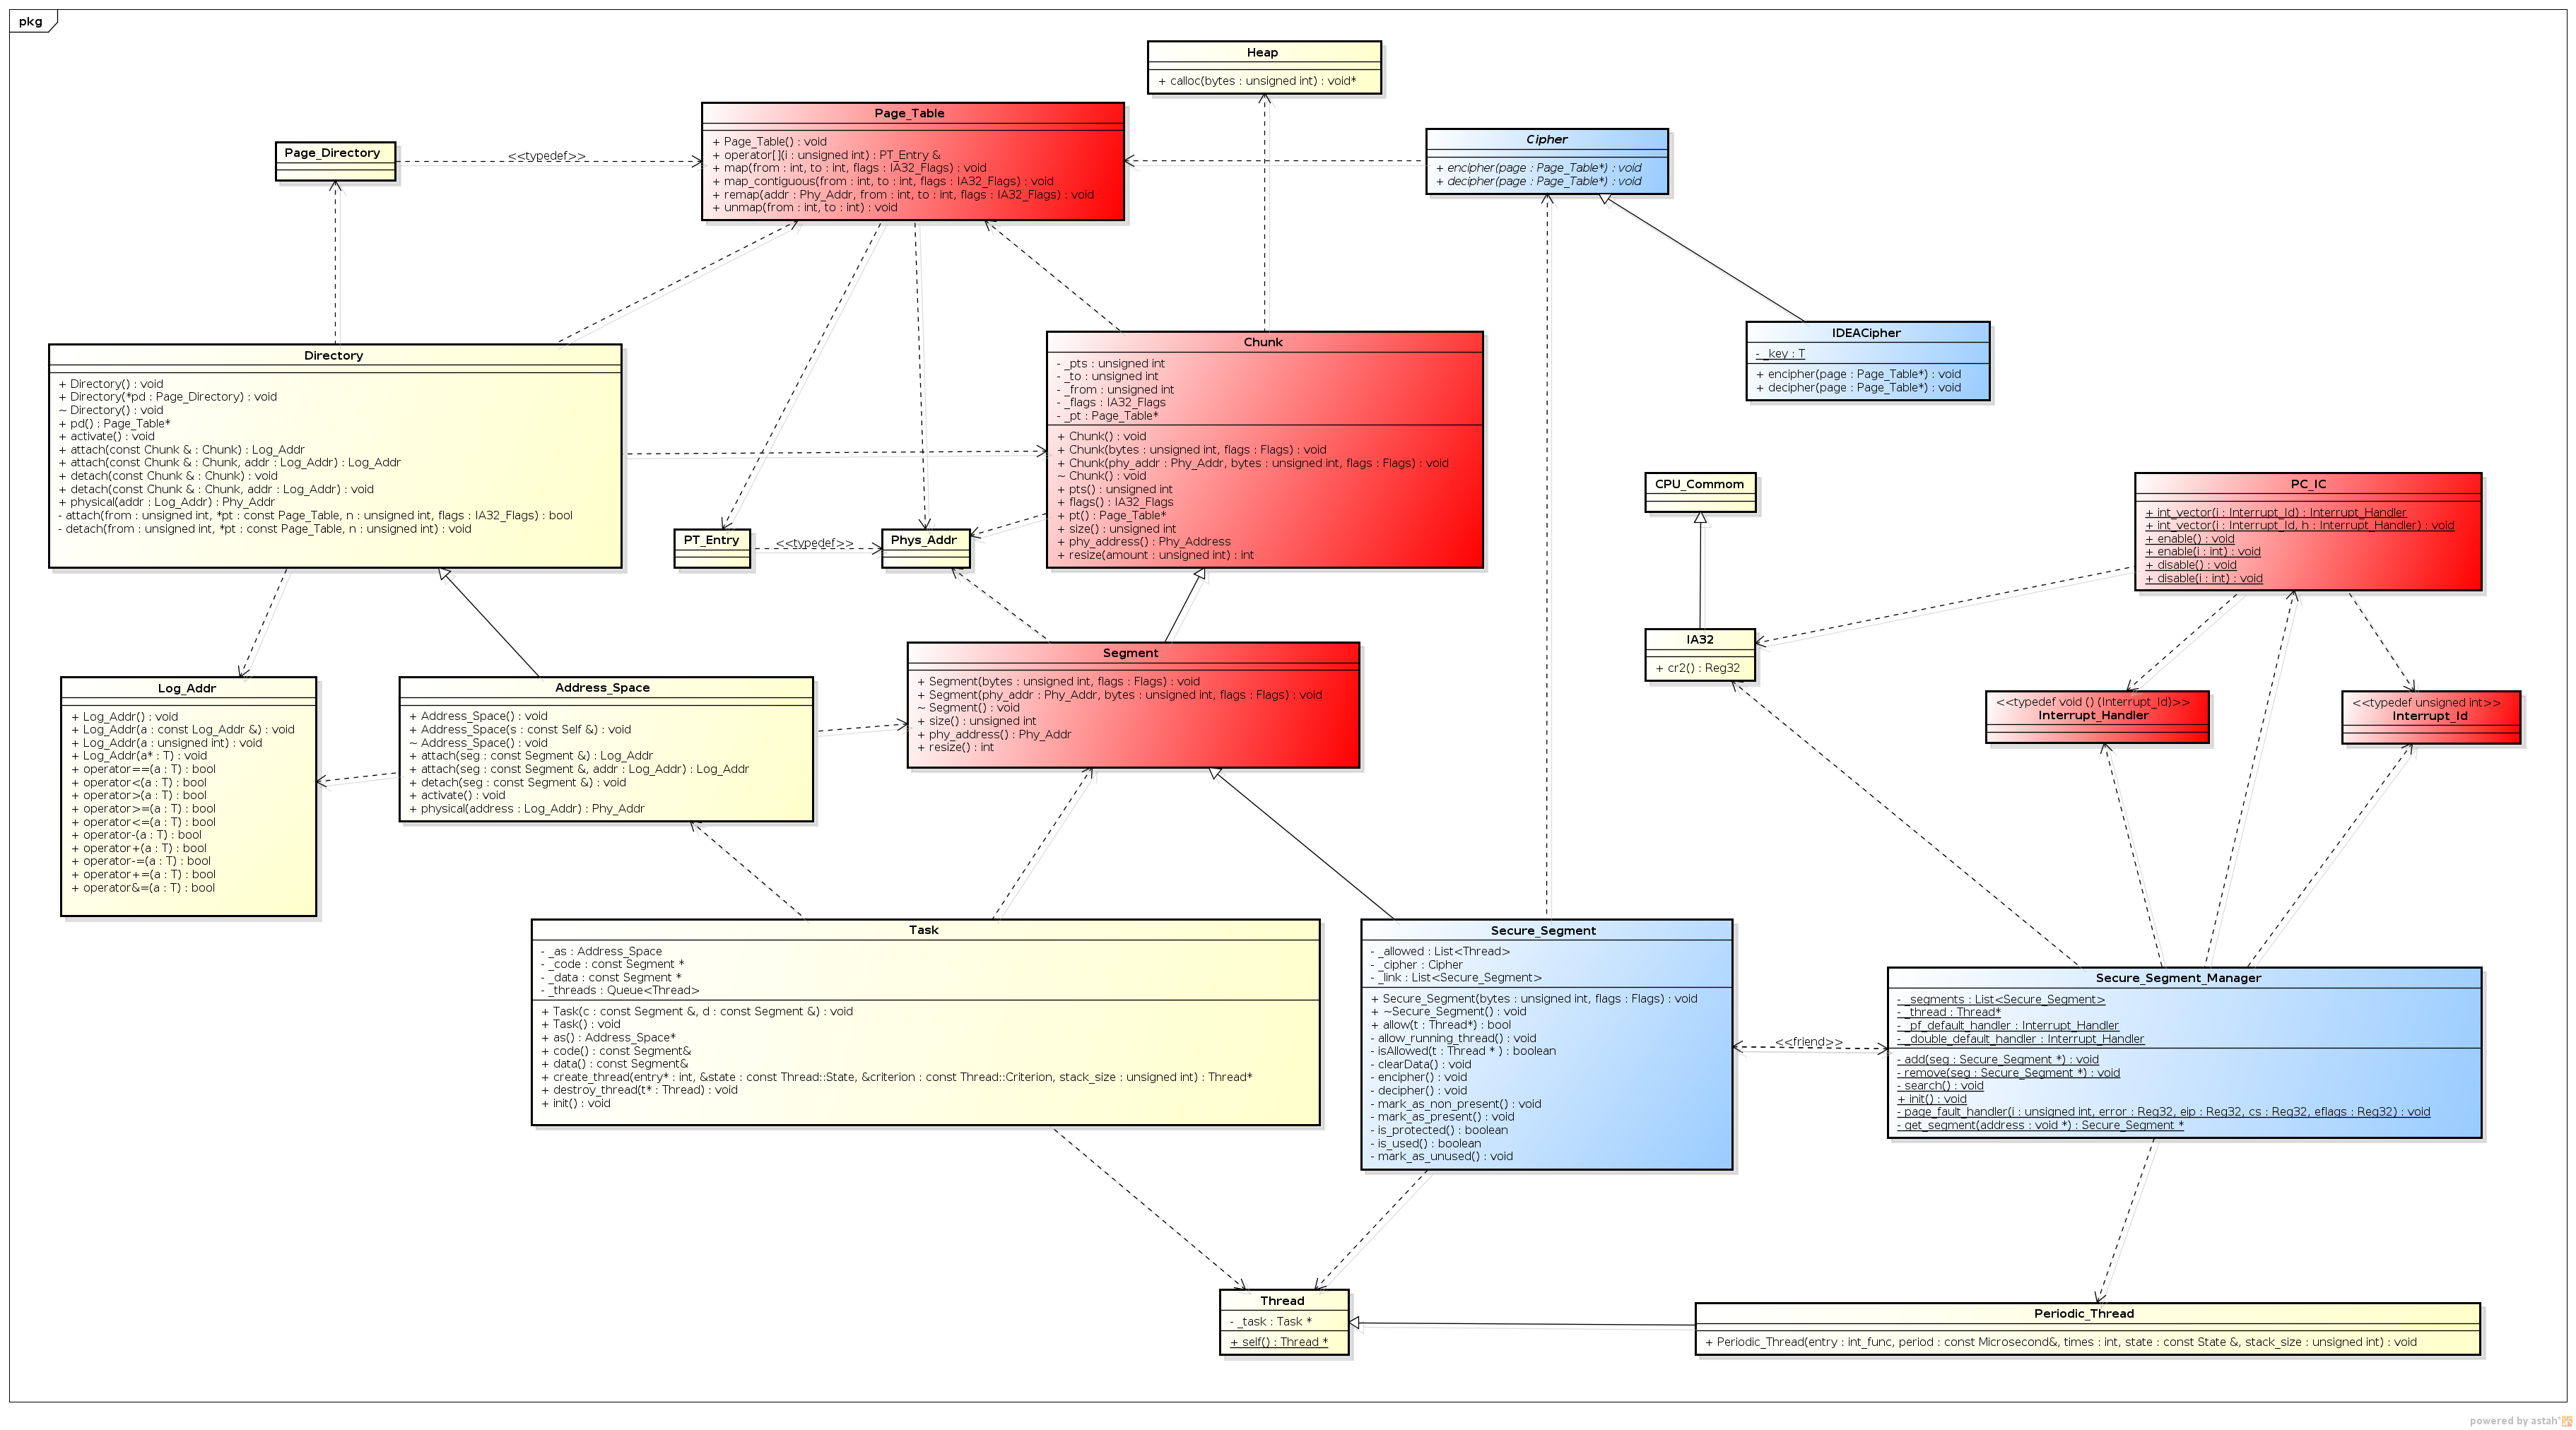 pkg
Heap
+ calloc(bytes : unsigned int) : void*
Page_Table
+ Page_Table() : void
+ operator[](i : unsigned int) : PT_Entry &
+ map(from : int, to : int, flags : IA32_Flags) : void
+ map_contiguous(from : int, to : int, flags : IA32_Flags) : void
+ remap(addr : Phy_Addr, from : int, to : int, flags : IA32_Flags) : void
+ unmap(from : int, to : int) : void
Page_Directory
<<typedef>>
Cipher
+ encipher(page : Page_Table*) : void
+ decipher(page : Page_Table*) : void
IDEACipher
- _key : T
+ encipher(page : Page_Table*) : void
+ decipher(page : Page_Table*) : void
Directory
+ Directory() : void
+ Directory(*pd : Page_Directory) : void
~ Directory() : void
+ pd() : Page_Table*
+ activate() : void
+ attach(const Chunk & : Chunk) : Log_Addr
+ attach(const Chunk & : Chunk, addr : Log_Addr) : Log_Addr
+ detach(const Chunk & : Chunk) : void
+ detach(const Chunk & : Chunk, addr : Log_Addr) : void
+ physical(addr : Log_Addr) : Phy_Addr
- attach(from : unsigned int, *pt : const Page_Table, n : unsigned int, flags : IA32_Flags) : bool
- detach(from : unsigned int, *pt : const Page_Table, n : unsigned int) : void
Chunk
- _pts : unsigned int
- _to : unsigned int
- _from : unsigned int
- _flags : IA32_Flags
- _pt : Page_Table*
+ Chunk() : void
+ Chunk(bytes : unsigned int, flags : Flags) : void
+ Chunk(phy_addr : Phy_Addr, bytes : unsigned int, flags : Flags) : void
~ Chunk() : void
+ pts() : unsigned int
+ flags() : IA32_Flags
+ pt() : Page_Table*
+ size() : unsigned int
+ phy_address() : Phy_Address
+ resize(amount : unsigned int) : int
PT_Entry
<<typedef>>
Phys_Addr
CPU_Commom
PC_IC
+ int_vector(i : Interrupt_Id) : Interrupt_Handler
+ int_vector(i : Interrupt_Id, h : Interrupt_Handler) : void
+ enable() : void
+ enable(i : int) : void
+ disable() : void
+ disable(i : int) : void
IA32
+ cr2() : Reg32
<<typedef void () (Interrupt_Id)>>
Interrupt_Handler
<<typedef unsigned int>>
Interrupt_Id
Log_Addr
+ Log_Addr() : void
+ Log_Addr(a : const Log_Addr &) : void
+ Log_Addr(a : unsigned int) : void
+ Log_Addr(a* : T) : void
+ operator==(a : T) : bool
+ operator<(a : T) : bool
+ operator>(a : T) : bool
+ operator>=(a : T) : bool
+ operator<=(a : T) : bool
+ operator-(a : T) : bool
+ operator+(a : T) : bool
+ operator-=(a : T) : bool
+ operator+=(a : T) : bool
+ operator&=(a : T) : bool
Address_Space
+ Address_Space() : void
+ Address_Space(s : const Self &) : void
~ Address_Space() : void
+ attach(seg : const Segment &) : Log_Addr
+ attach(seg : const Segment &, addr : Log_Addr) : Log_Addr
+ detach(seg : const Segment &) : void
+ activate() : void
+ physical(address : Log_Addr) : Phy_Addr
Segment
+ Segment(bytes : unsigned int, flags : Flags) : void
+ Segment(phy_addr : Phy_Addr, bytes : unsigned int, flags : Flags) : void
~ Segment() : void
+ size() : unsigned int
+ phy_address() : Phy_Addr
+ resize() : int
Task
- _as : Address_Space
- _code : const Segment *
- _data : const Segment *
- _threads : Queue<Thread>
+ Task(c : const Segment &, d : const Segment &) : void
+ Task() : void
+ as() : Address_Space*
+ code() : const Segment&
+ data() : const Segment&
+ create_thread(entry* : int, &state : const Thread::State, &criterion : const Thread::Criterion, stack_size : unsigned int) : Thread*
+ destroy_thread(t* : Thread) : void
+ init() : void
Secure_Segment
- _allowed : List<Thread>
- _cipher : Cipher
- _link : List<Secure_Segment>
+ Secure_Segment(bytes : unsigned int, flags : Flags) : void
+ ~Secure_Segment() : void
+ allow(t : Thread*) : bool
- allow_running_thread() : void
- isAllowed(t : Thread * ) : boolean
- clearData() : void
- encipher() : void
- decipher() : void
- mark_as_non_present() : void
- mark_as_present() : void
- is_protected() : boolean
- is_used() : boolean
- mark_as_unused() : void
<<friend>>
Secure_Segment_Manager
- _segments : List<Secure_Segment>
- _thread : Thread*
- _pf_default_handler : Interrupt_Handler
- _double_default_handler : Interrupt_Handler
- add(seg : Secure_Segment *) : void
- remove(seg : Secure_Segment *) : void
- search() : void
+ init() : void
- page_fault_handler(i : unsigned int, error : Reg32, eip : Reg32, cs : Reg32, eflags : Reg32) : void
- get_segment(address : void *) : Secure_Segment *
Thread
- _task : Task *
+ self() : Thread *
Periodic_Thread
+ Periodic_Thread(entry : int_func, period : const Microsecond&, times : int, state : const State &, stack_size : unsigned int) : void
powered by astah*